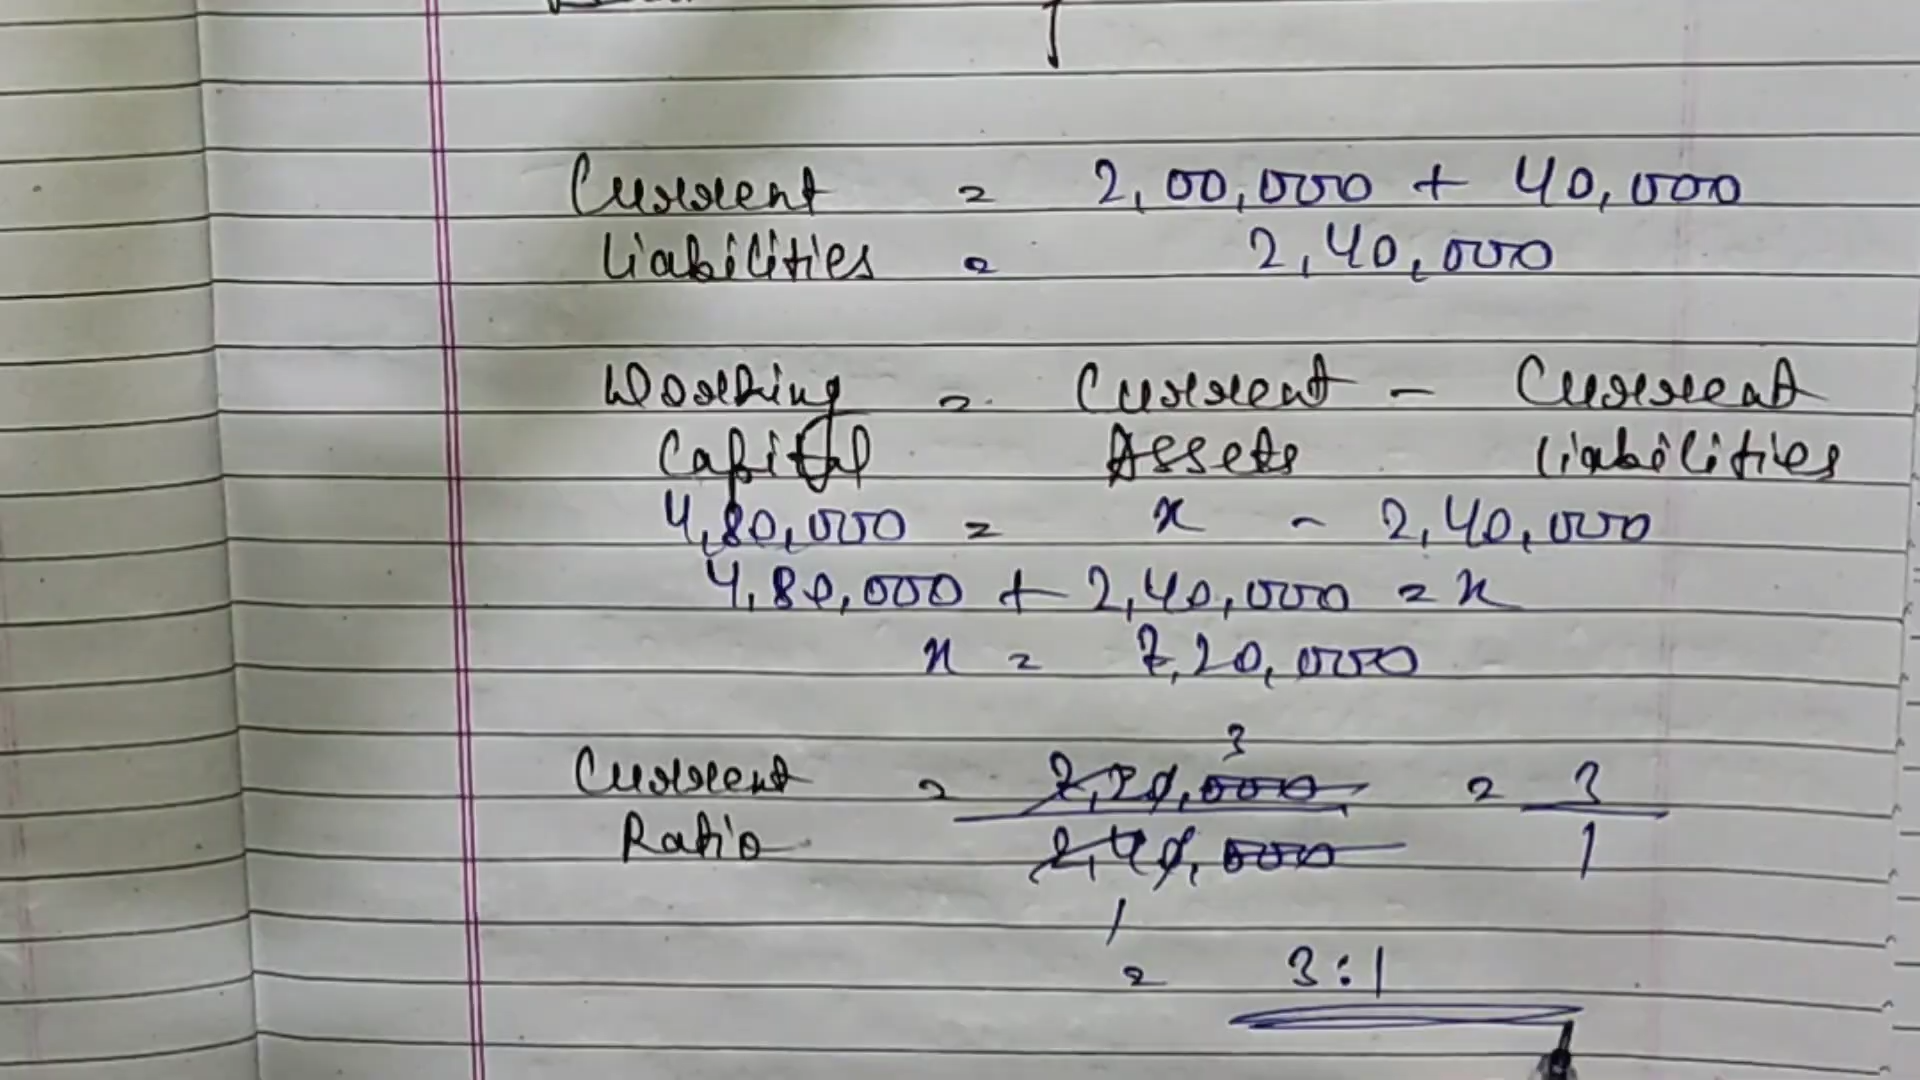 Current = 2,00,000 + 40,000
liabilities = 2,40,000
Working = Current - Current
Capital Assets liabilities
4,80,000 = x - 2,40,000
4,80,000 + 2,40,000 = x
x = 7,20,000
3
Current = 7,20,000 = 3
Ratio 2,40,000 1
1
= 3:1